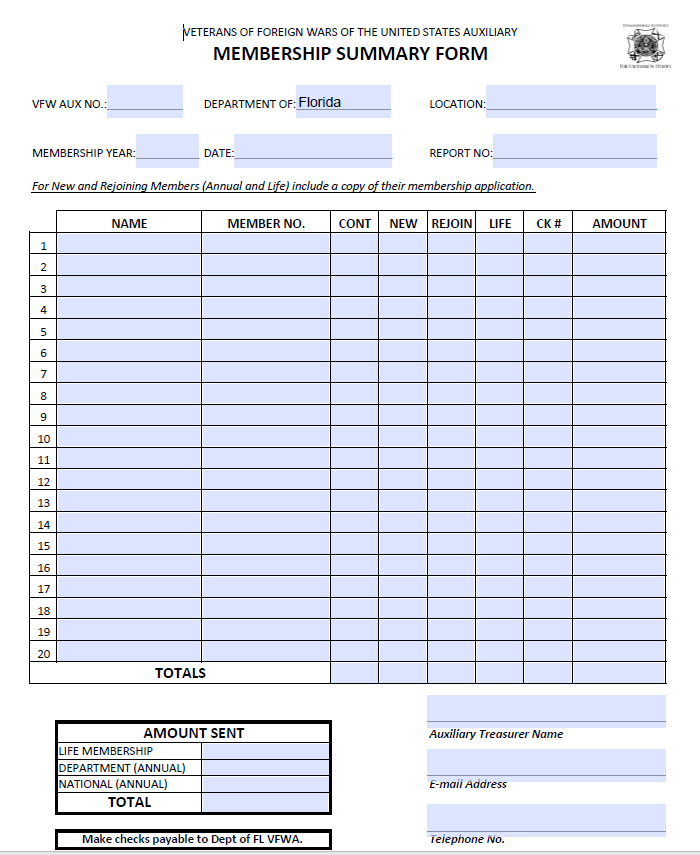 VETERANS OF FOREIGN WARS OF THE UNITED STATES AUXILIARY
MEMBERSHIP SUMMARY FORM
VFW AUX NO.: DEPARTMENT OF: Florida LOCATION:
MEMBERSHIP YEAR: DATE: REPORT NO:
For New and Rejoining Members (Annual and Life) include a copy of their membership application.
NAME MEMBER NO. CONT NEW REJOIN LIFE CK # AMOUNT
1
2
3
4
5
6
7
8
9
10
11
12
13
14
15
16
17
18
19
20
TOTALS
AMOUNT SENT
LIFE MEMBERSHIP
DEPARTMENT (ANNUAL)
NATIONAL (ANNUAL)
TOTAL
Make checks payable to Dept of FL VFWA.
Auxiliary Treasurer Name
E-mail Address
Telephone No.